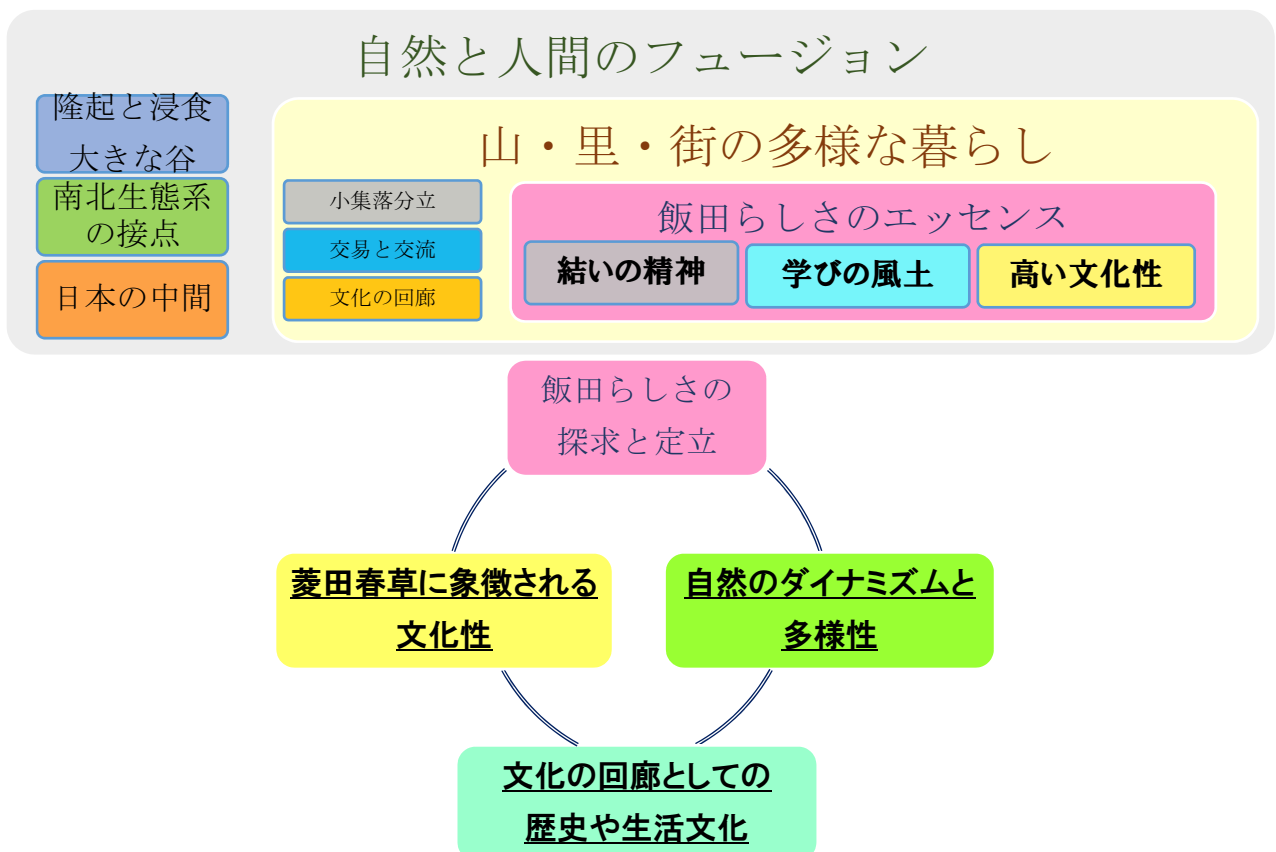 自然と人間のフュージョン
隆起と浸食
大きな谷
南北生態系
の接点
日本の中間
山・里・街の多様な暮らし
小集落分立
交易と交流
文化の回廊
飯田らしさのエッセンス
結いの精神
学びの風土
高い文化性
飯田らしさの
探求と定立
菱田春草に象徴される
文化性
自然のダイナミズムと
多様性
文化の回廊としての
歴史や生活文化